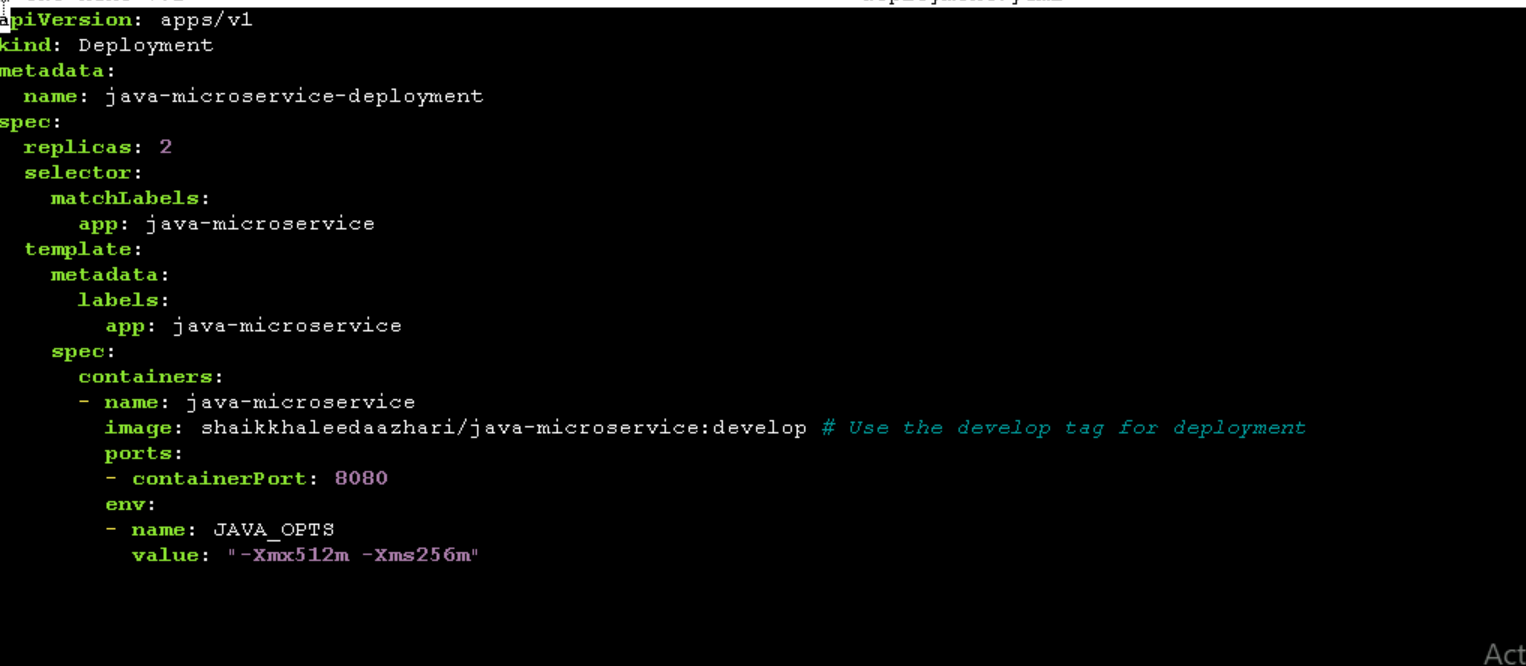 apiVersion: apps/v1
kind: Deployment
metadata:
  name: java-microservice-deployment
spec:
  replicas: 2
  selector:
    matchLabels:
      app: java-microservice
  template:
    metadata:
      labels:
        app: java-microservice
    spec:
      containers:
      - name: java-microservice
        image: shaikkhaleedaazhari/java-microservice:develop # Use the develop tag for deployment
        ports:
        - containerPort: 8080
        env:
        - name: JAVA_OPTS
          value: "-Xmx512m -Xms256m"
Act